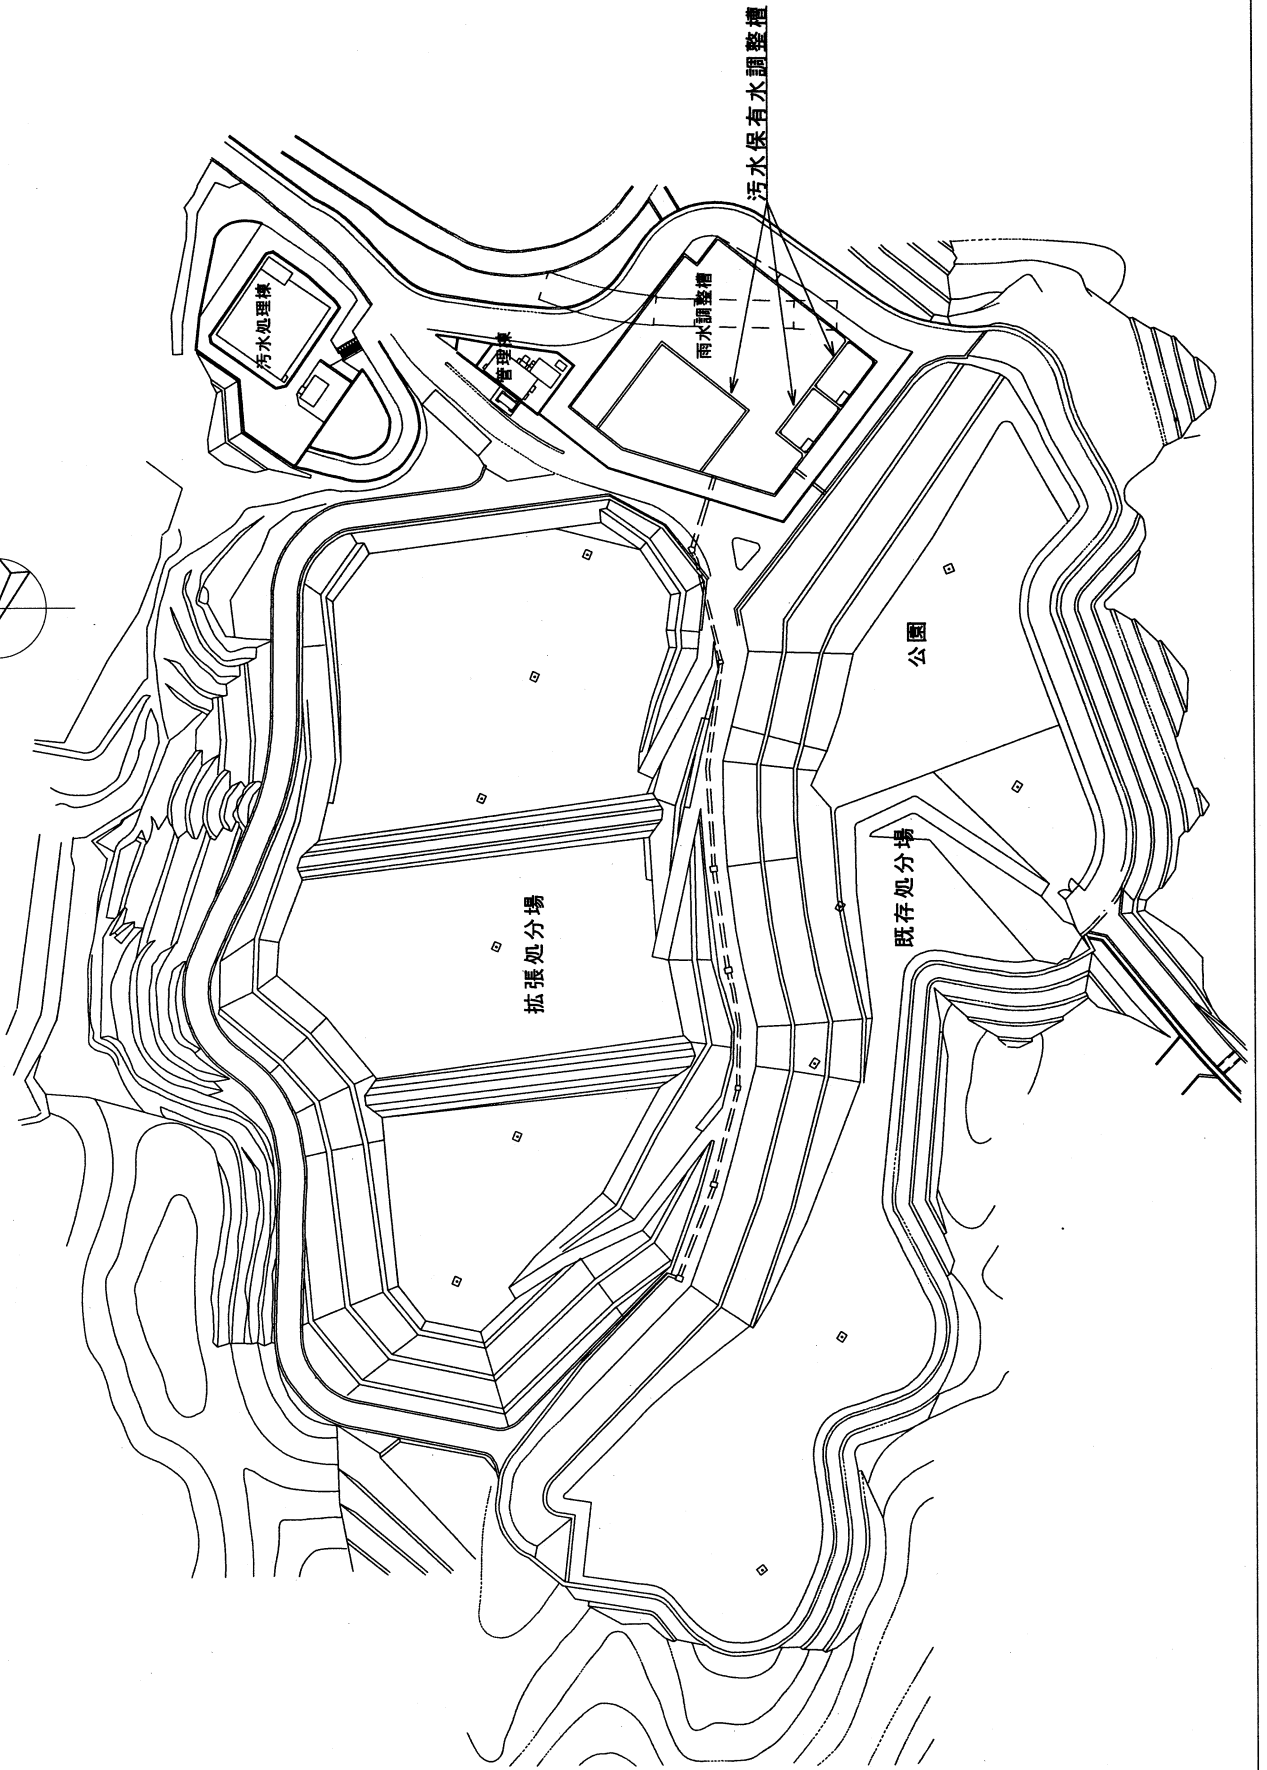 汚水保有水調整槽
汚水処理棟
管理棟
雨水調整槽
公園
既存処分場
拡張処分場